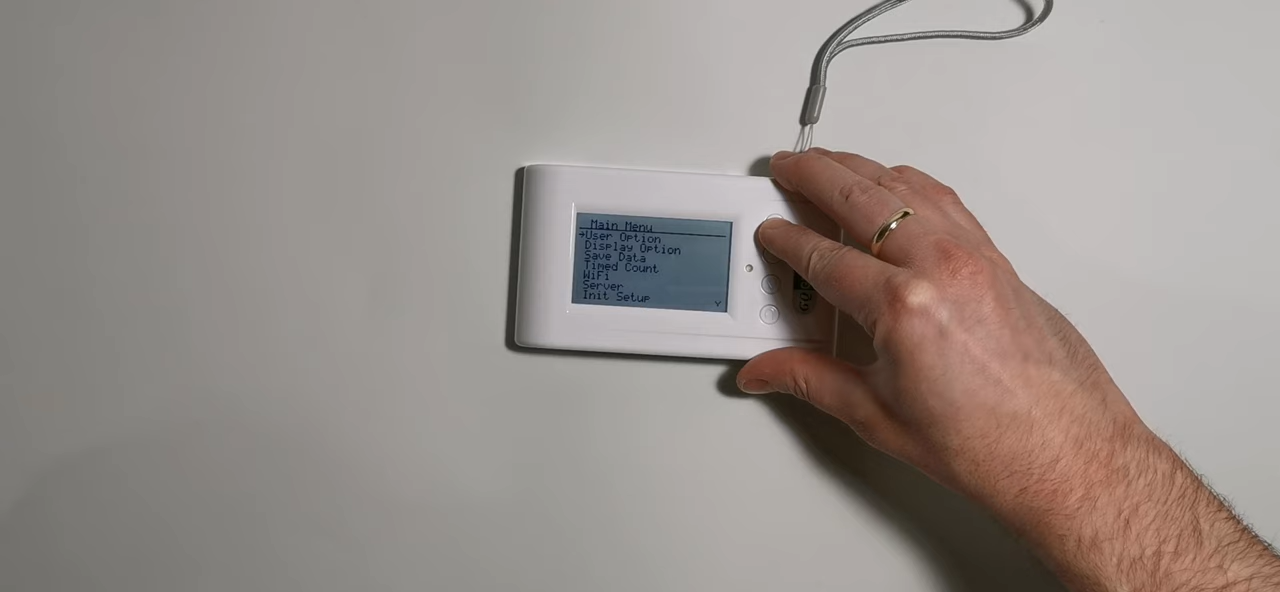 Main Menu
→User Option
Display Option
Save Data
Timed Count
WiFi
Server
Init Setup